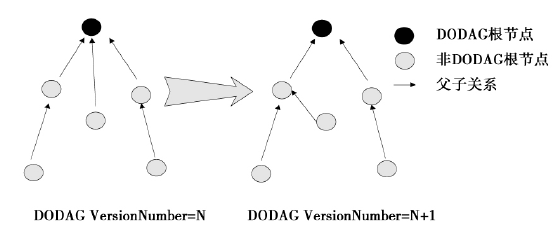 DODAG根节点
非DODAG根节点
父子关系
DODAG VersionNumber=N
DODAG VersionNumber=N+1